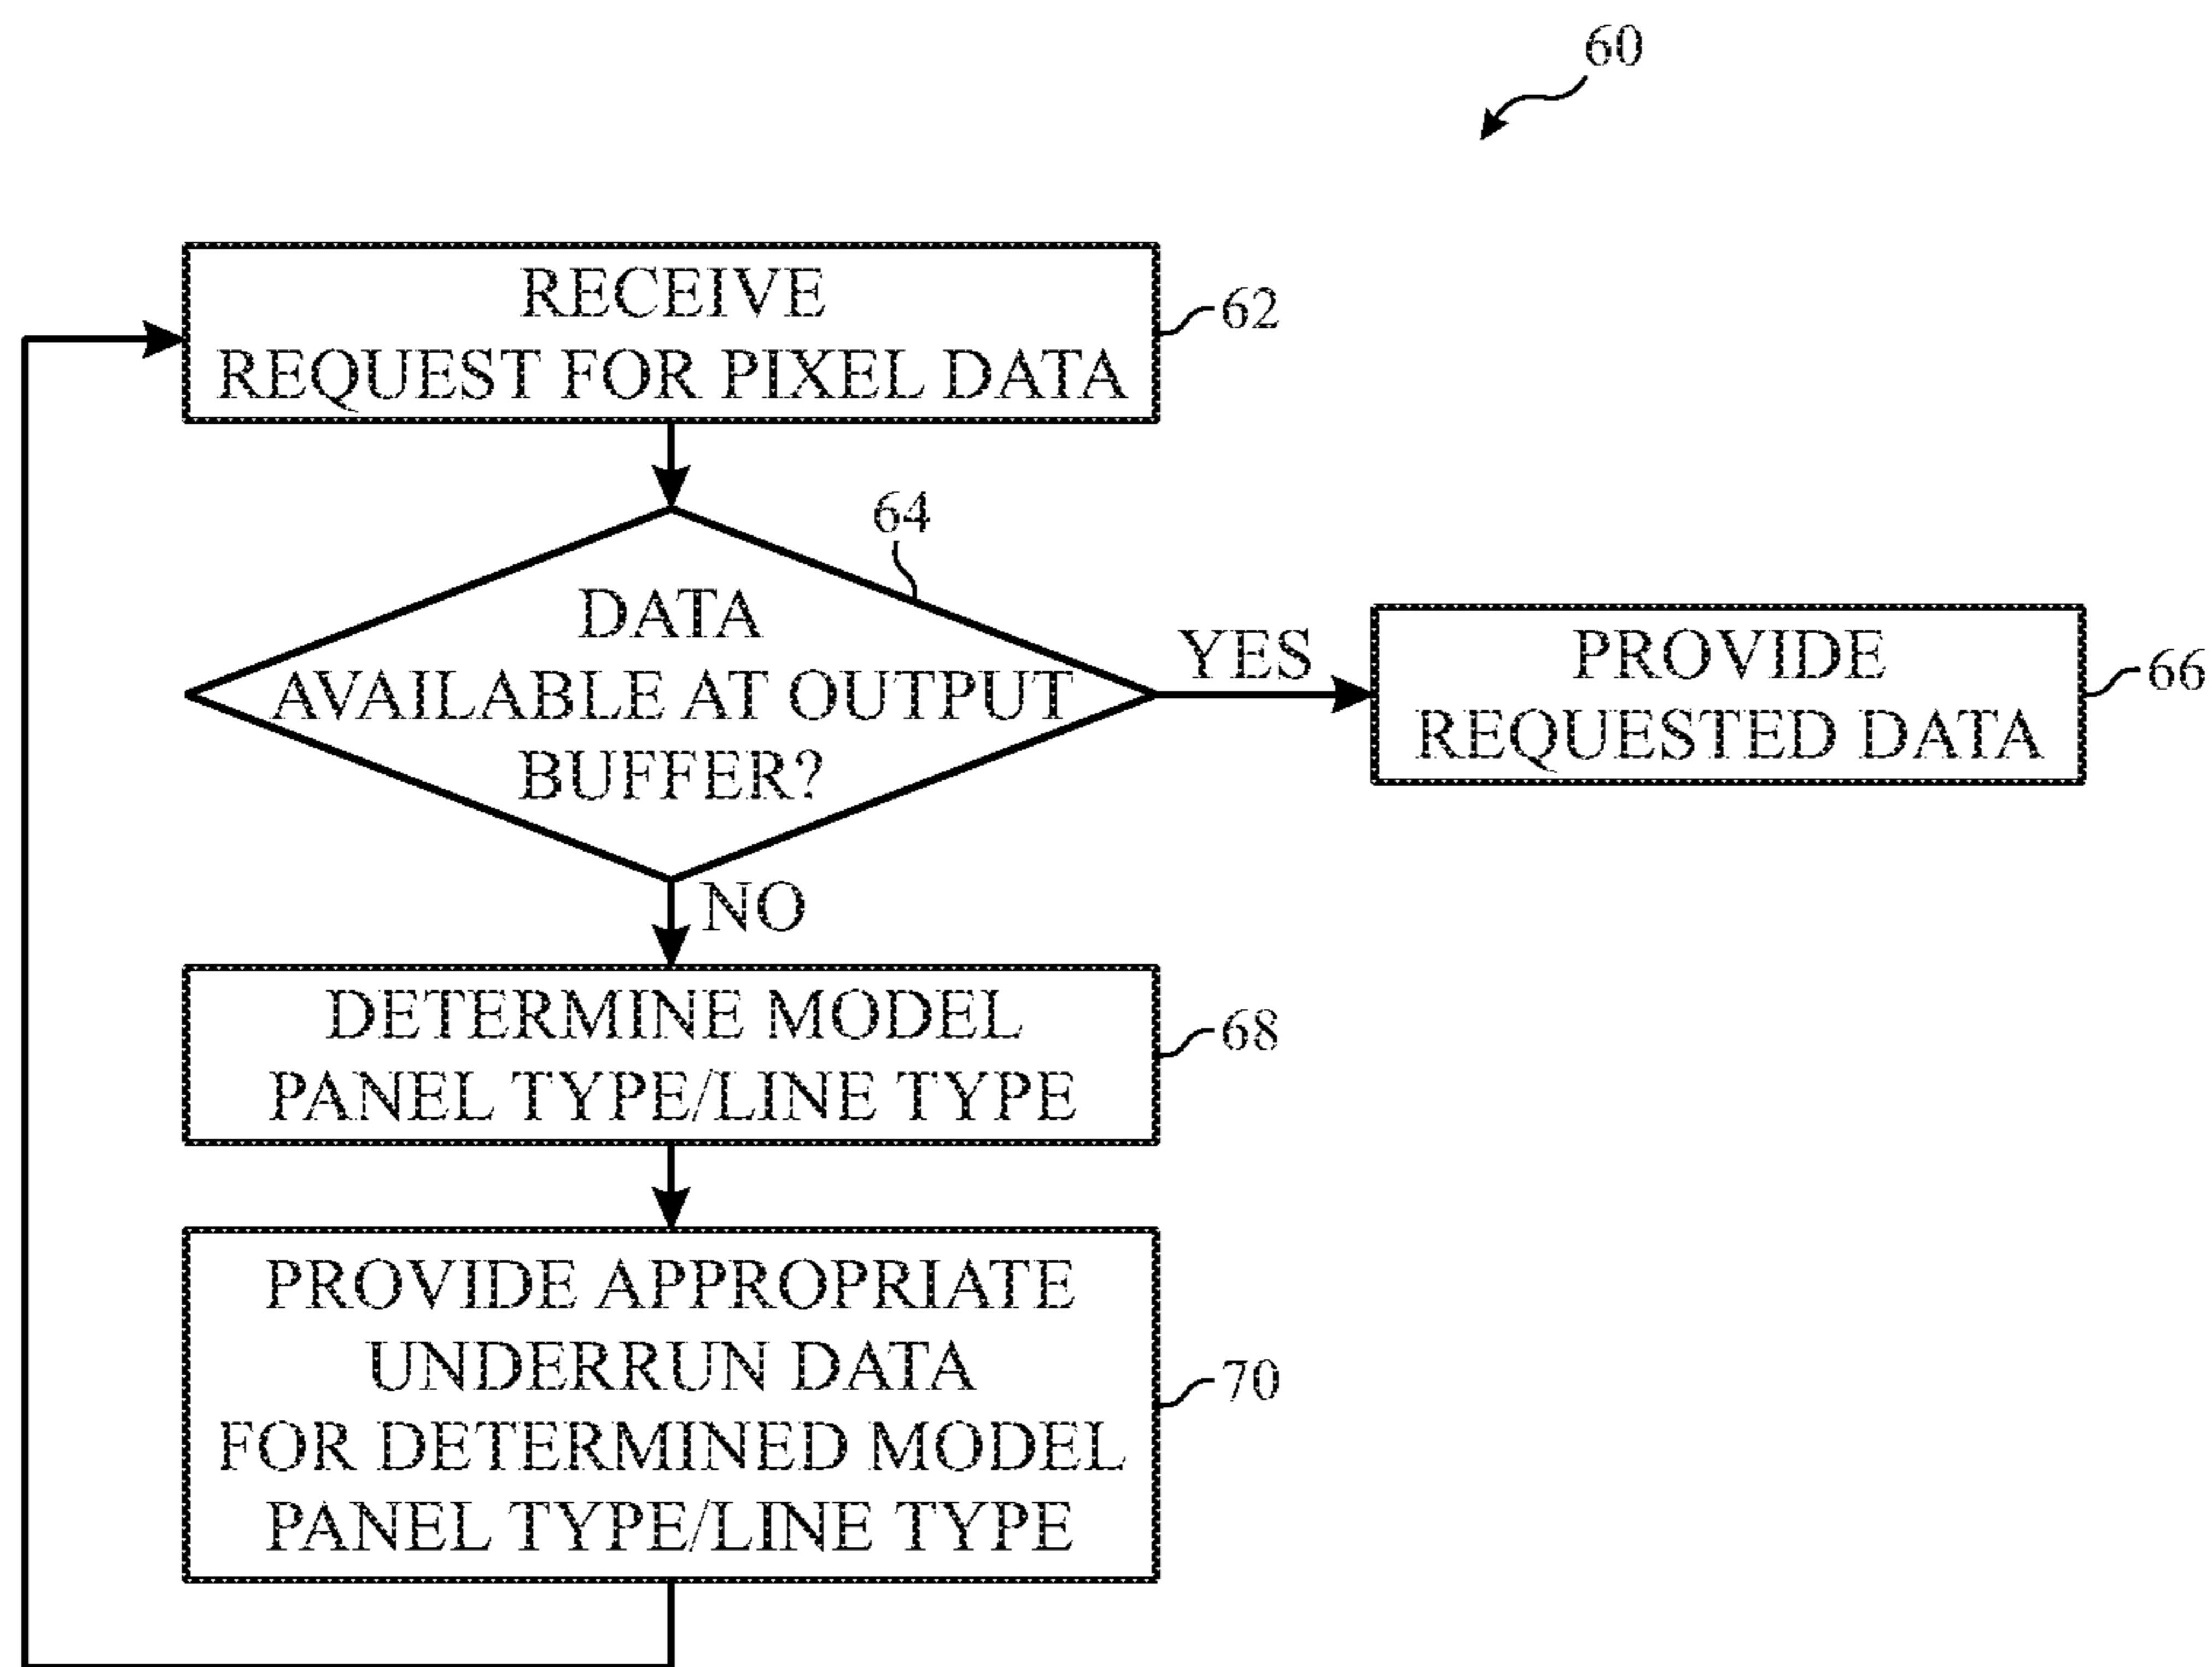 60
RECEIVE
REQUEST FOR PIXEL DATA
62
64
DATA
AVAILABLE AT OUTPUT
BUFFER?
YES
PROVIDE
REQUESTED DATA
66
NO
DETERMINE MODEL
PANEL TYPE/LINE TYPE
68
PROVIDE APPROPRIATE
UNDERRUN DATA
FOR DETERMINED MODEL
PANEL TYPE/LINE TYPE
70